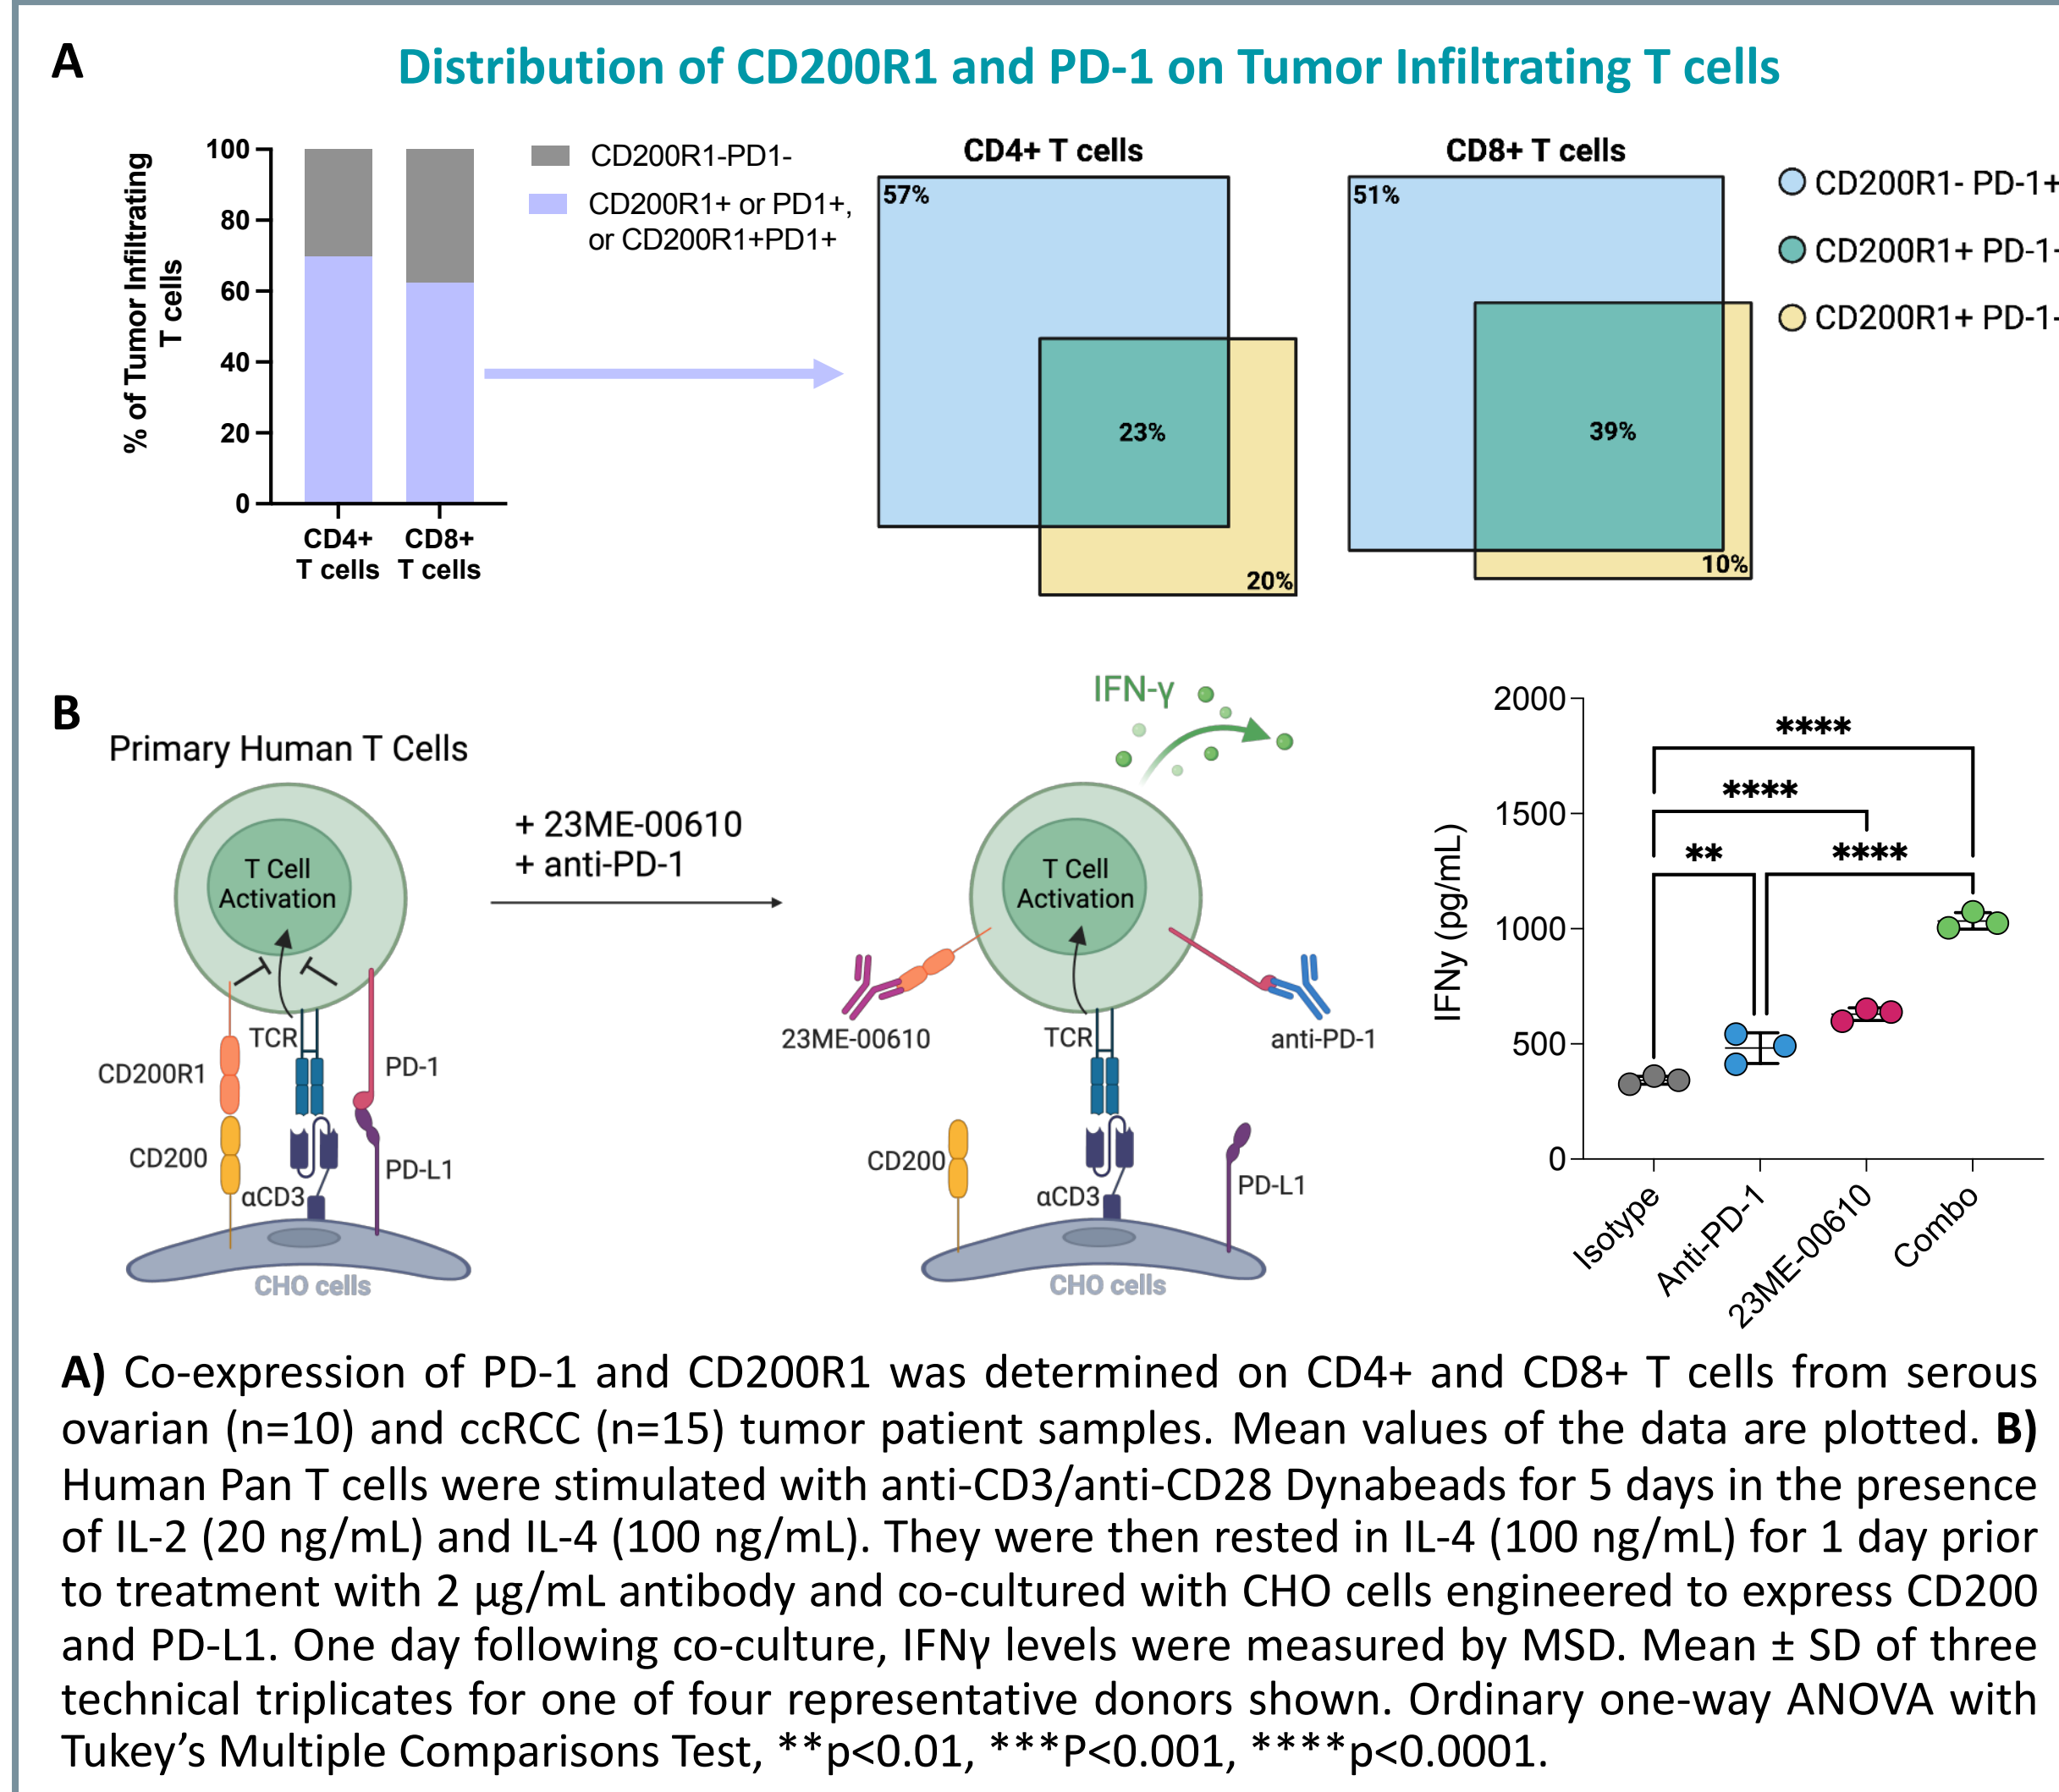 A
Distribution of CD200R1 and PD-1 on Tumor Infiltrating T cells
% of Tumor Infiltrating
T cells
100
80
60
40
20
0
CD4+
T cells
CD8+
T cells
CD200R1-PD1-
CD200R1+ or PD1+,
or CD200R1+PD1+
CD4+ T cells
57%
23%
20%
CD8+ T cells
51%
39%
10%
CD200R1- PD-1+
CD200R1+ PD-1
CD200R1+ PD-1-
B
Primary Human T Cells
T Cell
Activation
TCR
CD200R1
PD-1
CD200
PD-L1
αCD3
CHO cells
+ 23ME-00610
+ anti-PD-1
IFN-γ
T Cell
Activation
23ME-00610
TCR
anti-PD-1
CD200
αCD3
PD-L1
CHO cells
IFNγ (pg/mL)
2000
1500
1000
500
0
****
****
**
****
Isotype
Anti-PD-1
23ME-00610
Combo
A) Co-expression of PD-1 and CD200R1 was determined on CD4+ and CD8+ T cells from serous
ovarian (n=10) and ccRCC (n=15) tumor patient samples. Mean values of the data are plotted. B)
Human Pan T cells were stimulated with anti-CD3/anti-CD28 Dynabeads for 5 days in the presence
of IL-2 (20 ng/mL) and IL-4 (100 ng/mL). They were then rested in IL-4 (100 ng/mL) for 1 day prior
to treatment with 2 µg/mL antibody and co-cultured with CHO cells engineered to express CD200
and PD-L1. One day following co-culture, IFNγ levels were measured by MSD. Mean ± SD of three
technical triplicates for one of four representative donors shown. Ordinary one-way ANOVA with
Tukey’s Multiple Comparisons Test, **p<0.01, ***P<0.001, ****p<0.0001.